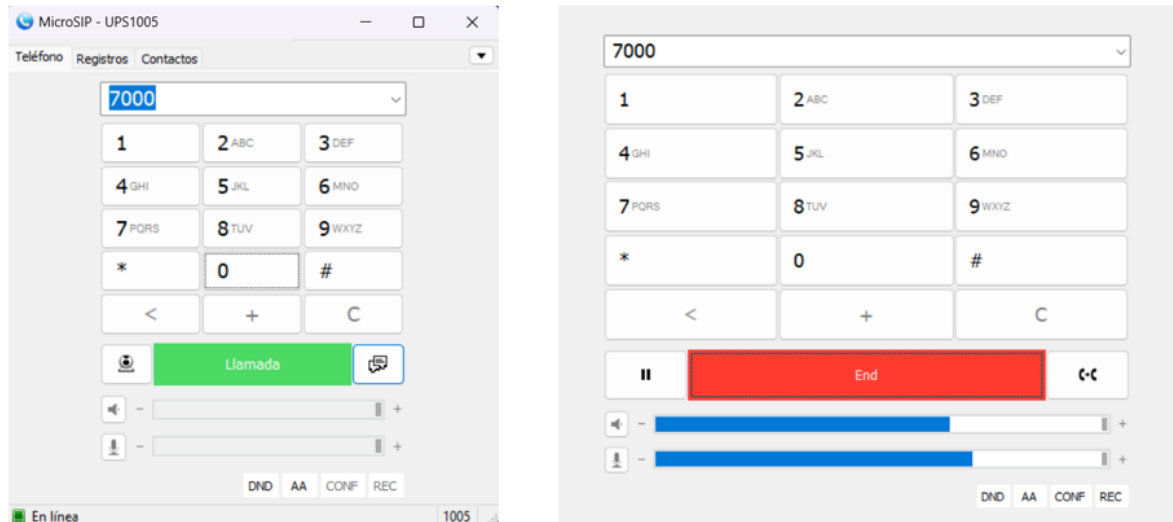 MicroSIP - UPS1005
Teléfono Registros Contactos
7000
1 2 ABC 3 DEF
4 GHI 5 JKL 6 MNO
7 PQRS 8 TUV 9 WXYZ
* 0 #
< + C
Llamada
- +
- +
DND AA CONF REC
En línea 1005
7000
1 2 ABC 3 DEF
4 GHI 5 JKL 6 MNO
7 PQRS 8 TUV 9 WXYZ
* 0 #
< + C
End
- +
- +
DND AA CONF REC